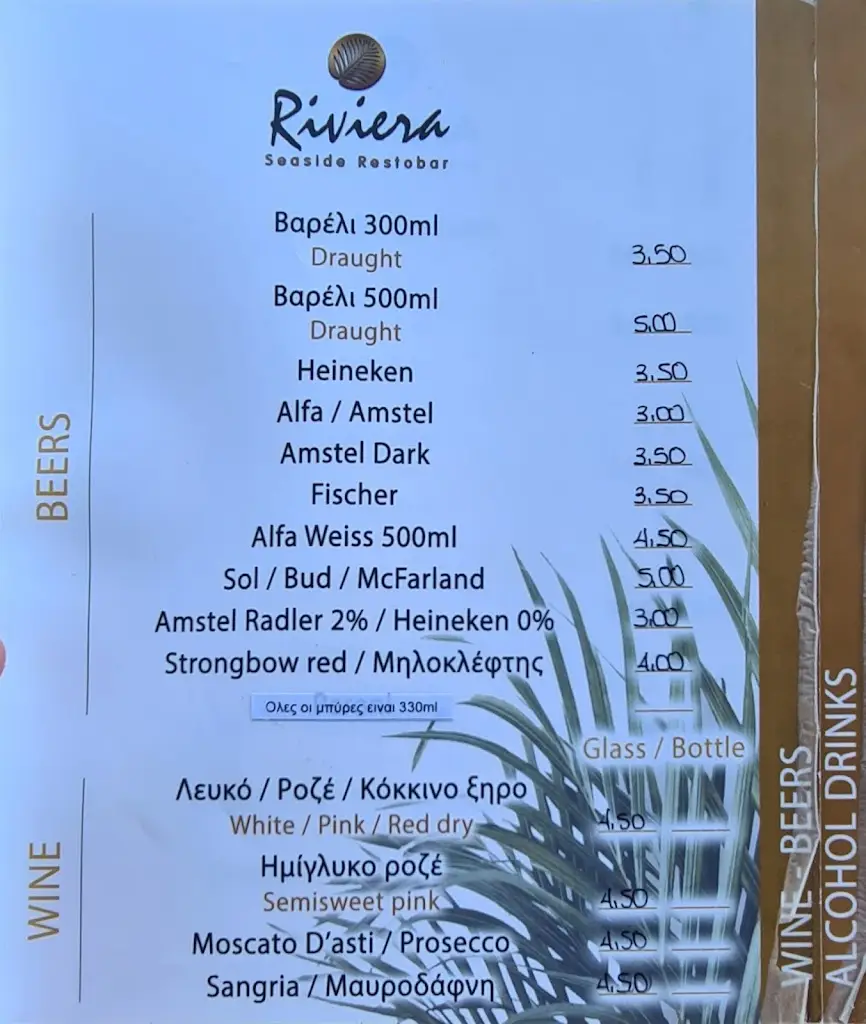 Riviera
Seaside Restobar
BEERS
Βαρέλι 300ml
Draught 3.50
Βαρέλι 500ml
Draught 5.00
Heineken 3.50
Alfa / Amstel 3.00
Amstel Dark 3.50
Fischer 3.50
Alfa Weiss 500ml 4.50
Sol / Bud / McFarland 5.00
Amstel Radler 2% / Heineken 0% 3.00
Strongbow red / Μηλοκλέφτης 4.00
Όλες οι μπύρες ειναι 330ml
WINE
Glass / Bottle
Λευκό / Ροζέ / Κόκκινο ξηρο
White / Pink / Red dry 4.50
Ημίγλυκο ροζέ
Semisweet pink 4.50
Moscato D'asti / Prosecco 4.50
Sangria / Μαυροδάφνη 4.50
WINE - BEERS
ALCOHOL DRINKS